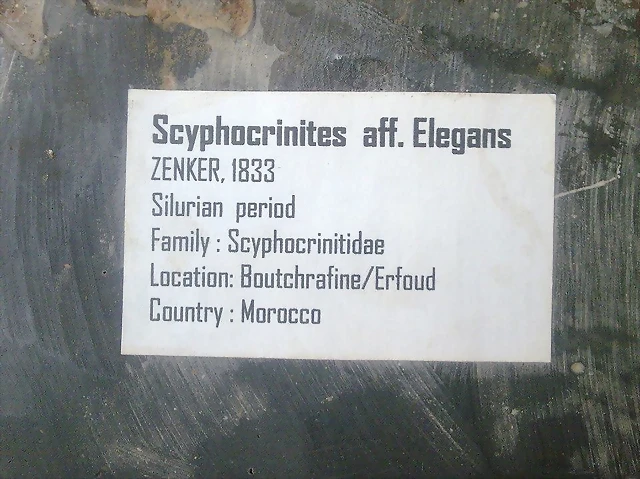 Scyphocrinites aff. Elegans
ZENKER, 1833
Silurian period
Family : Scyphocrinitidae
Location: Boutchrafine/Erfoud
Country : Morocco